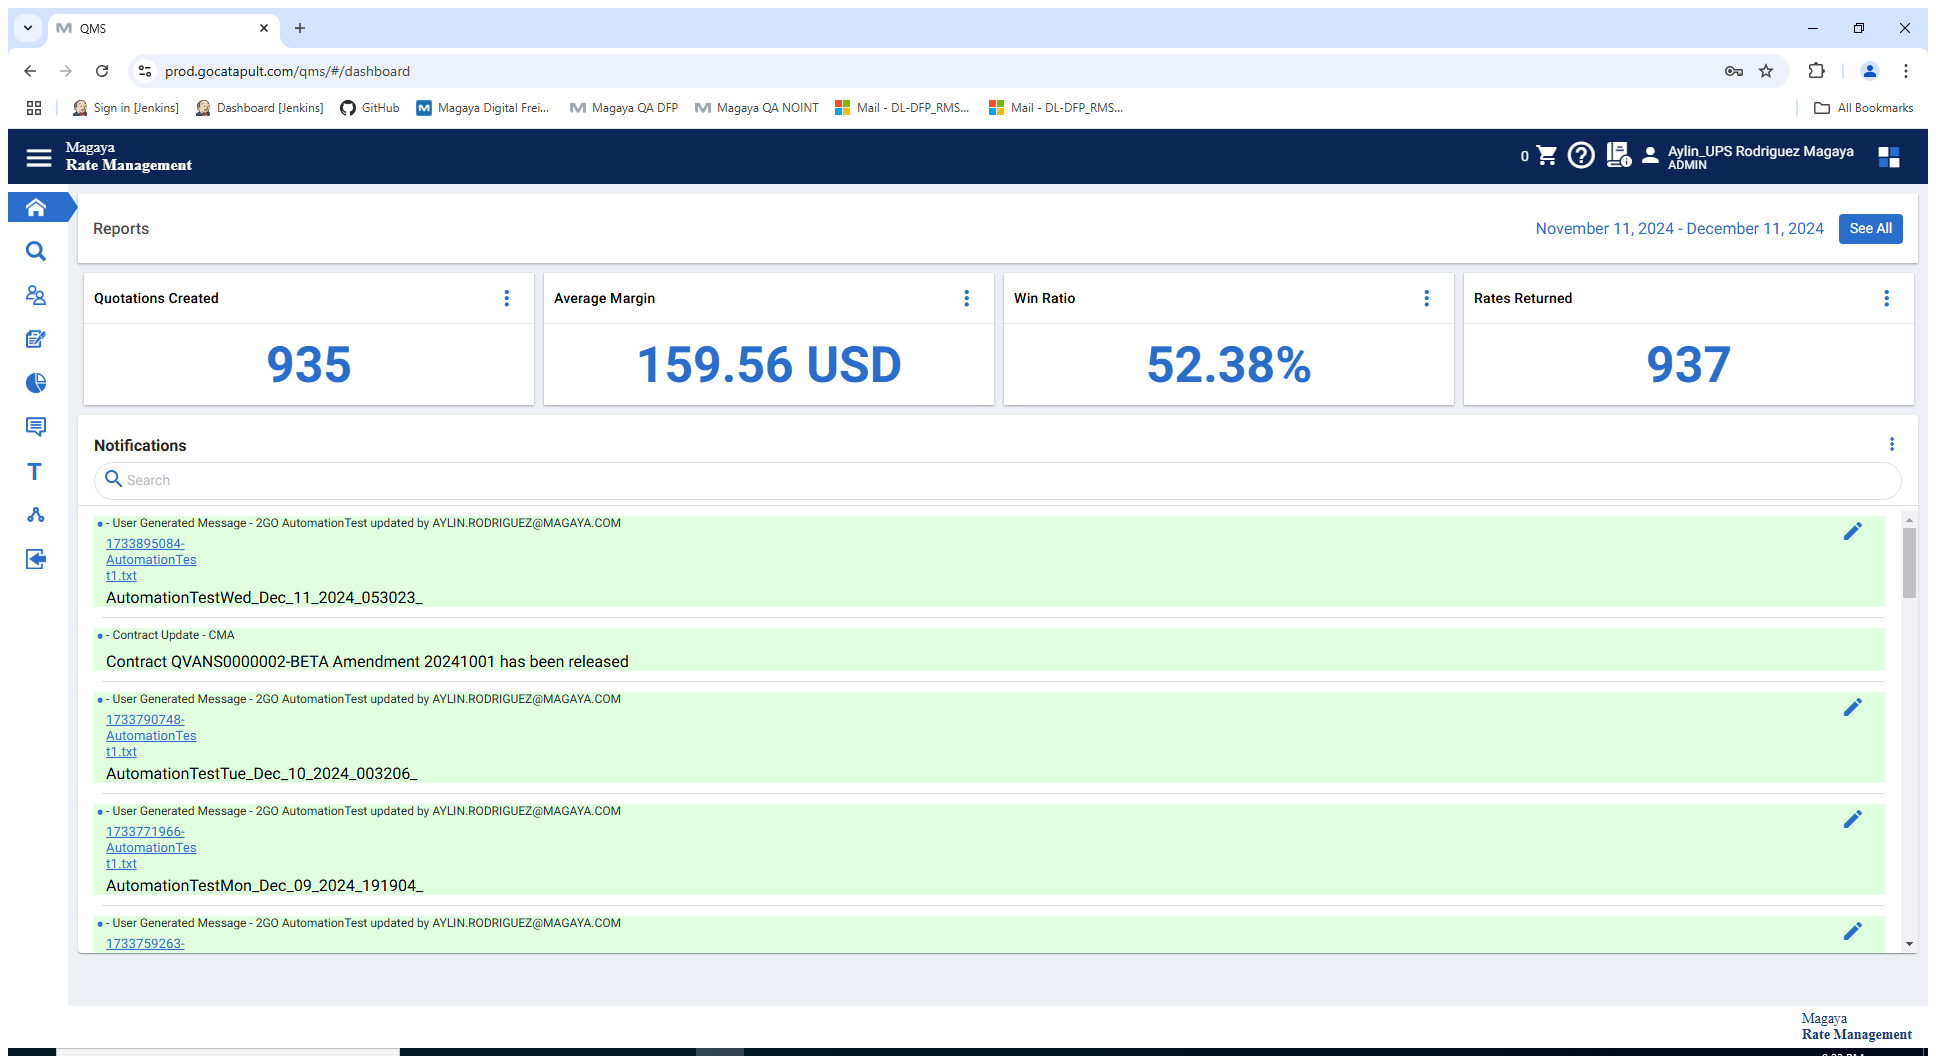 QMS
prod.gocatapult.com/qms/#/dashboard
Sign in [Jenkins]
Dashboard [Jenkins]
GitHub
Magaya Digital Frei...
Magaya QA DFP
Magaya QA NOINT
Mail - DL-DFP_RMS...
Mail - DL-DFP_RMS...
All Bookmarks
Magaya
Rate Management
0
Aylin_UPS Rodriguez Magaya
ADMIN
Reports
November 11, 2024 - December 11, 2024
See All
Quotations Created
Average Margin
Win Ratio
Rates Returned
935
159.56 USD
52.38%
937
Notifications
Search
- User Generated Message - 2GO AutomationTest updated by AYLIN.RODRIGUEZ@MAGAYA.COM
1733895084-
AutomationTes
t1.txt
AutomationTestWed_Dec_11_2024_053023_
- Contract Update - CMA
Contract QVANS0000002-BETA Amendment 20241001 has been released
- User Generated Message - 2GO AutomationTest updated by AYLIN.RODRIGUEZ@MAGAYA.COM
1733790748-
AutomationTes
t1.txt
AutomationTestTue_Dec_10_2024_003206_
- User Generated Message - 2GO AutomationTest updated by AYLIN.RODRIGUEZ@MAGAYA.COM
1733771966-
AutomationTes
t1.txt
AutomationTestMon_Dec_09_2024_191904_
- User Generated Message - 2GO AutomationTest updated by AYLIN.RODRIGUEZ@MAGAYA.COM
1733759263-
Magaya
Rate Management